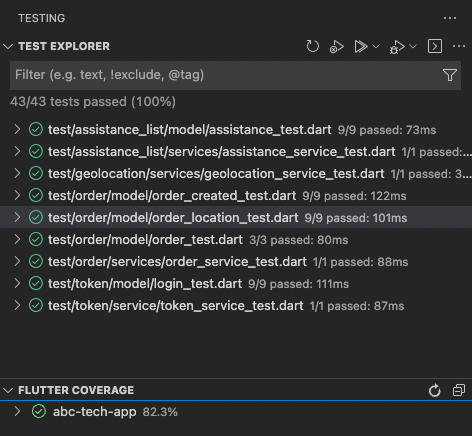 TESTING
TEST EXPLORER
Filter (e.g. text, !exclude, @tag)
43/43 tests passed (100%)
test/assistance_list/model/assistance_test.dart 9/9 passed: 73ms
test/assistance_list/services/assistance_service_test.dart 1/1 passed:...
test/geolocation/services/geolocation_service_test.dart 1/1 passed: 3...
test/order/model/order_created_test.dart 9/9 passed: 122ms
test/order/model/order_location_test.dart 9/9 passed: 101ms
test/order/model/order_test.dart 3/3 passed: 80ms
test/order/services/order_service_test.dart 1/1 passed: 88ms
test/token/model/login_test.dart 9/9 passed: 111ms
test/token/service/token_service_test.dart 1/1 passed: 87ms
FLUTTER COVERAGE
abc-tech-app 82.3%